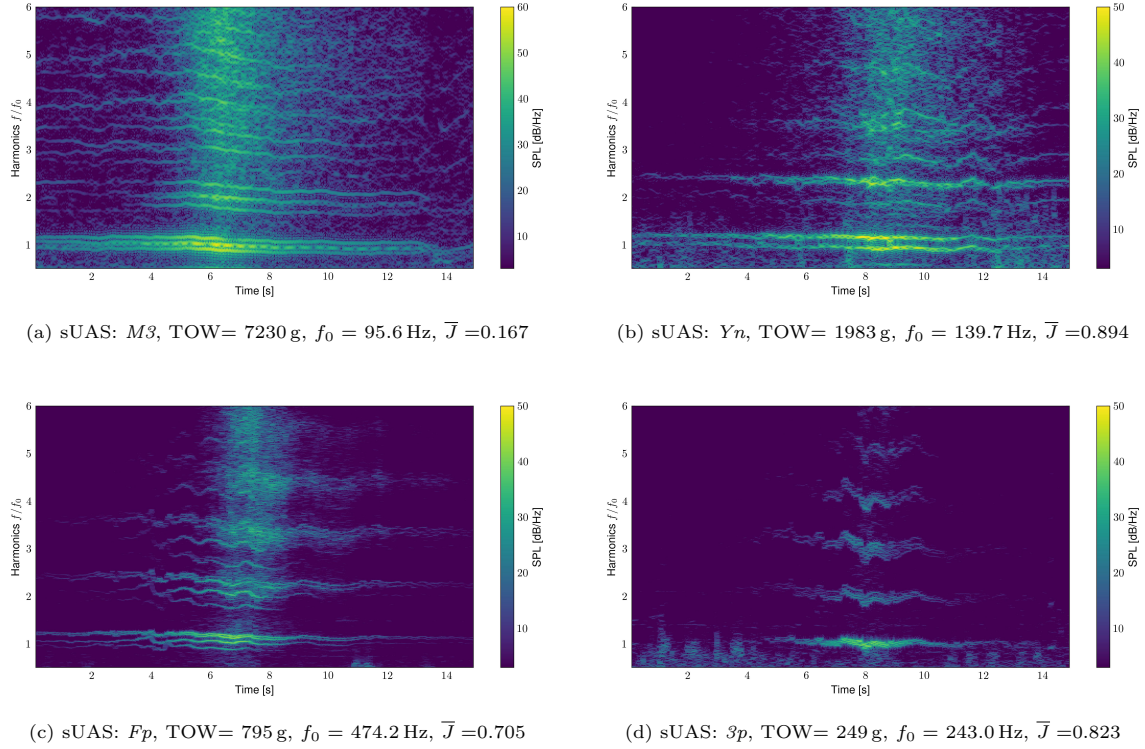 6
5
4
3
2
1
Harmonics f/f₀
2 4 6 8 10 12 14
Time [s]
60
50
40
30
20
10
SPL [dB/Hz]
6
5
4
3
2
1
Harmonics f/f₀
2 4 6 8 10 12 14
Time [s]
50
40
30
20
10
SPL [dB/Hz]
(a) sUAS: M3, TOW= 7230 g, f₀ = 95.6 Hz, J̅ =0.167
(b) sUAS: Yn, TOW= 1983 g, f₀ = 139.7 Hz, J̅ =0.894
6
5
4
3
2
1
Harmonics f/f₀
2 4 6 8 10 12 14
Time [s]
50
40
30
20
10
SPL [dB/Hz]
6
5
4
3
2
1
Harmonics f/f₀
2 4 6 8 10 12 14
Time [s]
50
40
30
20
10
SPL [dB/Hz]
(c) sUAS: Fp, TOW= 795 g, f₀ = 474.2 Hz, J̅ =0.705
(d) sUAS: 3p, TOW= 249 g, f₀ = 243.0 Hz, J̅ =0.823